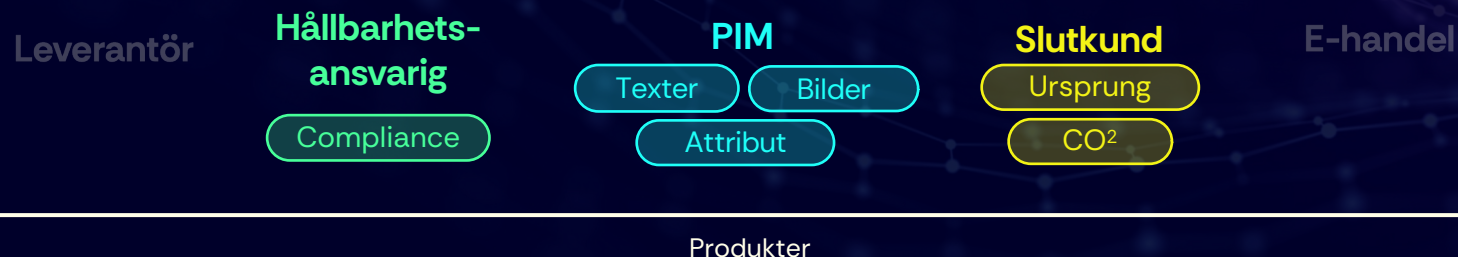 Leverantör
Hållbarhets-
ansvarig
Compliance
PIM
Texter
Bilder
Attribut
Slutkund
Ursprung
CO²
E-handel
Produkter